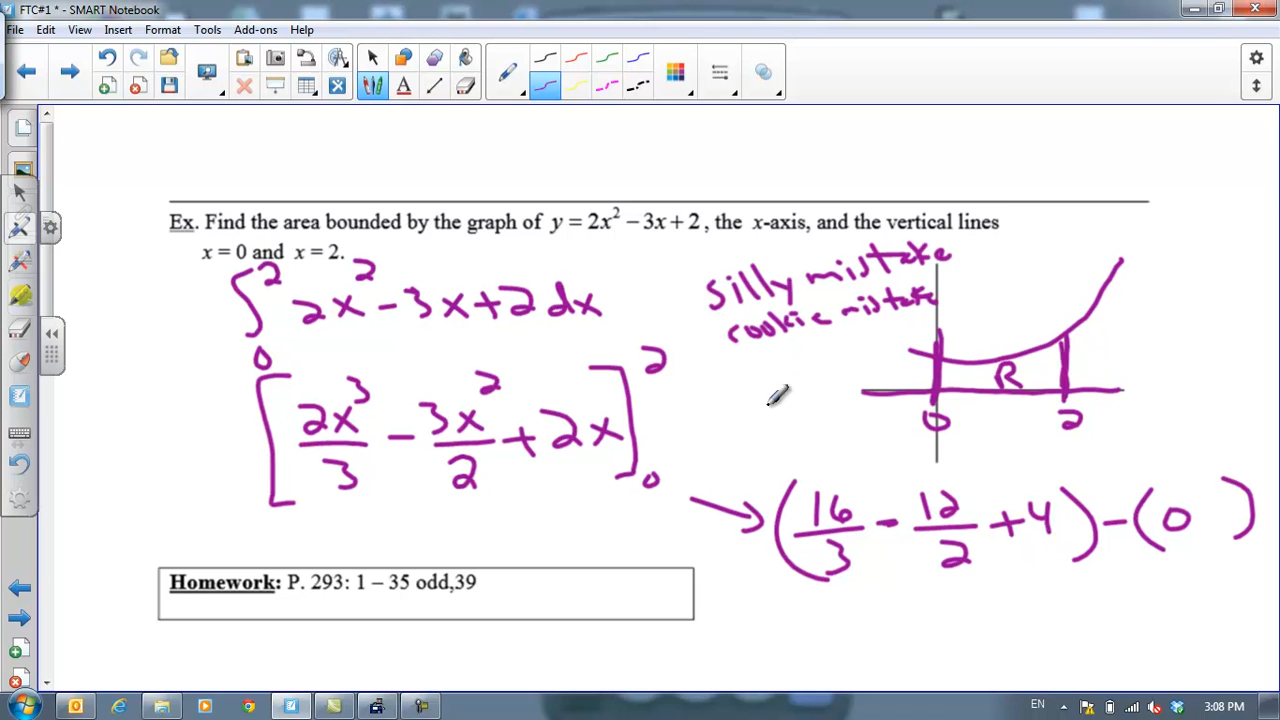 FTC#1 * - SMART Notebook
File Edit View Insert Format Tools Add-ons Help
Ex. Find the area bounded by the graph of y = 2x² − 3x + 2, the x-axis, and the vertical lines
x = 0 and x = 2.
∫₀² 2x² - 3x + 2 dx
silly mistake
cookie mistake
[2x³/3 - 3x²/2 + 2x]₀²
R
0 2
→ (16/3 - 12/2 + 4) - (0 )
Homework: P. 293: 1 – 35 odd,39
EN 3:08 PM